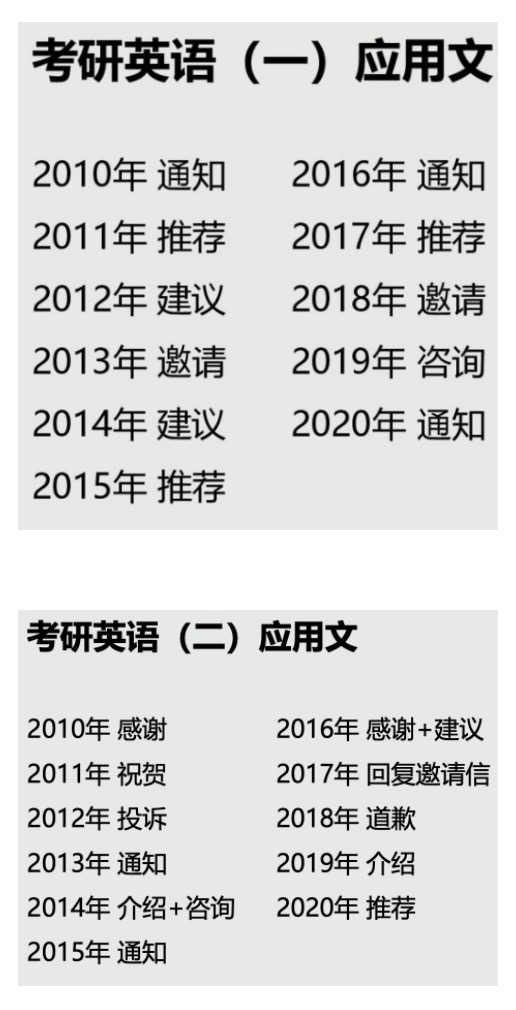 考研英语（一）应用文
2010年 通知 2016年 通知
2011年 推荐 2017年 推荐
2012年 建议 2018年 邀请
2013年 邀请 2019年 咨询
2014年 建议 2020年 通知
2015年 推荐
考研英语（二）应用文
2010年 感谢 2016年 感谢+建议
2011年 祝贺 2017年 回复邀请信
2012年 投诉 2018年 道歉
2013年 通知 2019年 介绍
2014年 介绍+咨询 2020年 推荐
2015年 通知